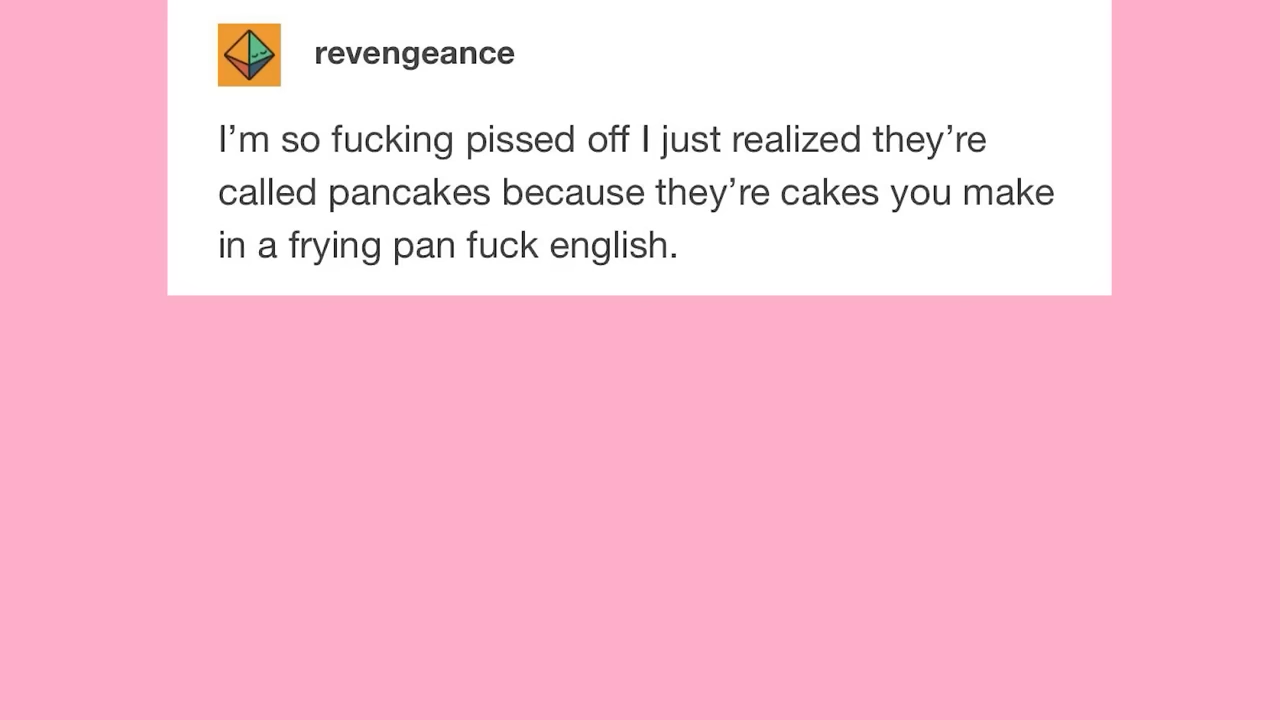 revengeance
I’m so fucking pissed off I just realized they’re
called pancakes because they’re cakes you make
in a frying pan fuck english.